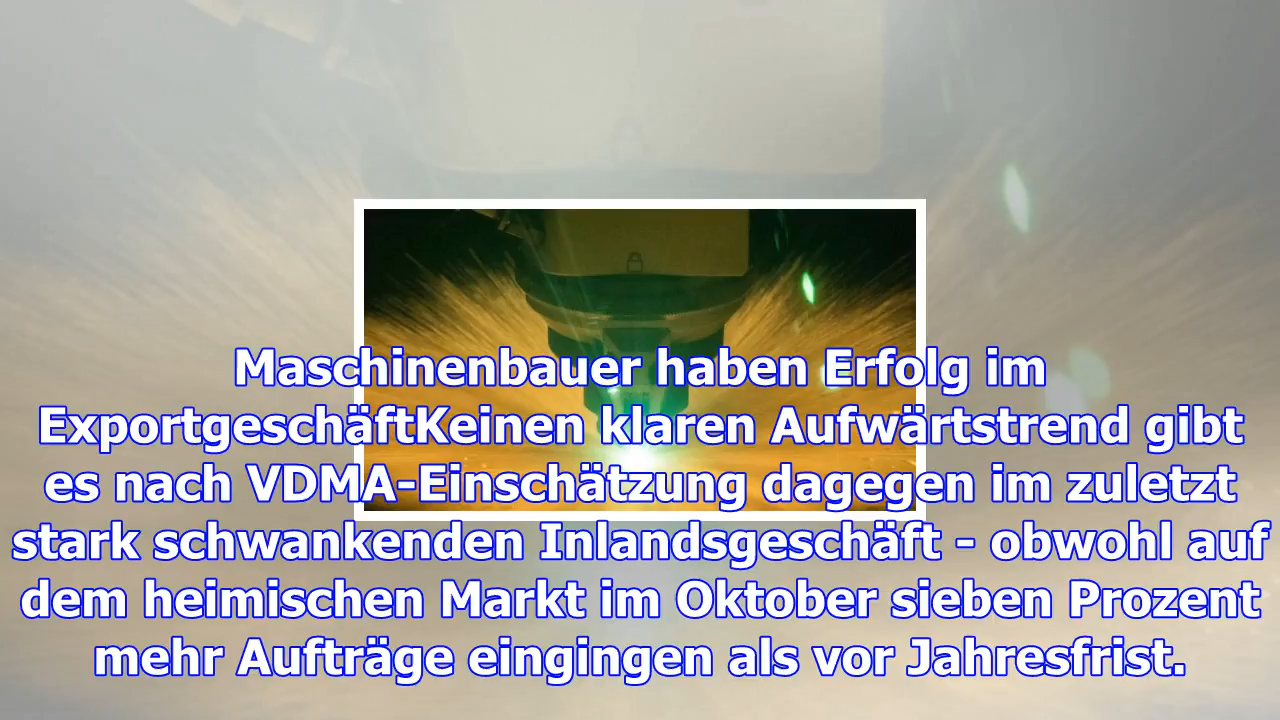 Maschinenbauer haben Erfolg im
ExportgeschäftKeinen klaren Aufwärtstrend gibt
es nach VDMA-Einschätzung dagegen im zuletzt
stark schwankenden Inlandsgeschäft - obwohl auf
dem heimischen Markt im Oktober sieben Prozent
mehr Aufträge eingingen als vor Jahresfrist.